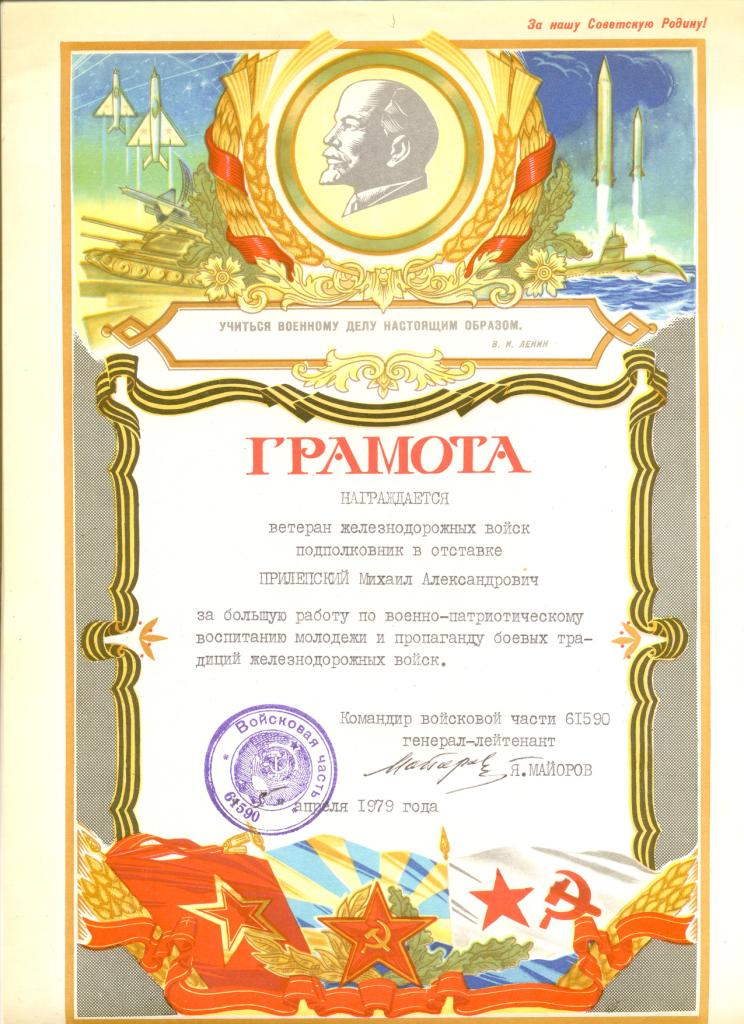 За нашу Советскую Родину!
УЧИТЬСЯ ВОЕННОМУ ДЕЛУ НАСТОЯЩИМ ОБРАЗОМ.
В. И. ЛЕНИН
ГРАМОТА
НАГРАЖДАЕТСЯ
ветеран железнодорожных войск
подполковник в отставке
ПРИЛЕПСКИЙ Михаил Александрович
за большую работу по военно-патриотическому
воспитанию молодежи и пропаганду боевых тра-
диций железнодорожных войск.
Командир войсковой части 61590
генерал-лейтенант
Я.МАЙОРОВ
Войсковая часть
61590
апреля 1979 года